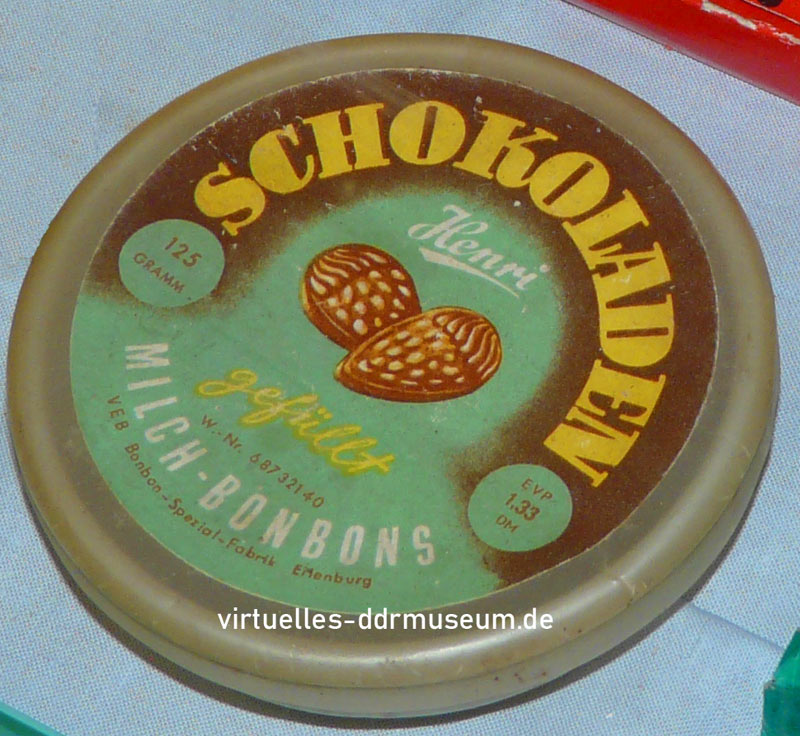 SCHOKOLADEN
Henri
125
GRAMM
gefüllt
W.-Nr. 68732140
MILCH-BONBONS
VEB Bonbon-Spezial-Fabrik Eilenburg
EVP
1.33
DM
virtuelles-ddrmuseum.de